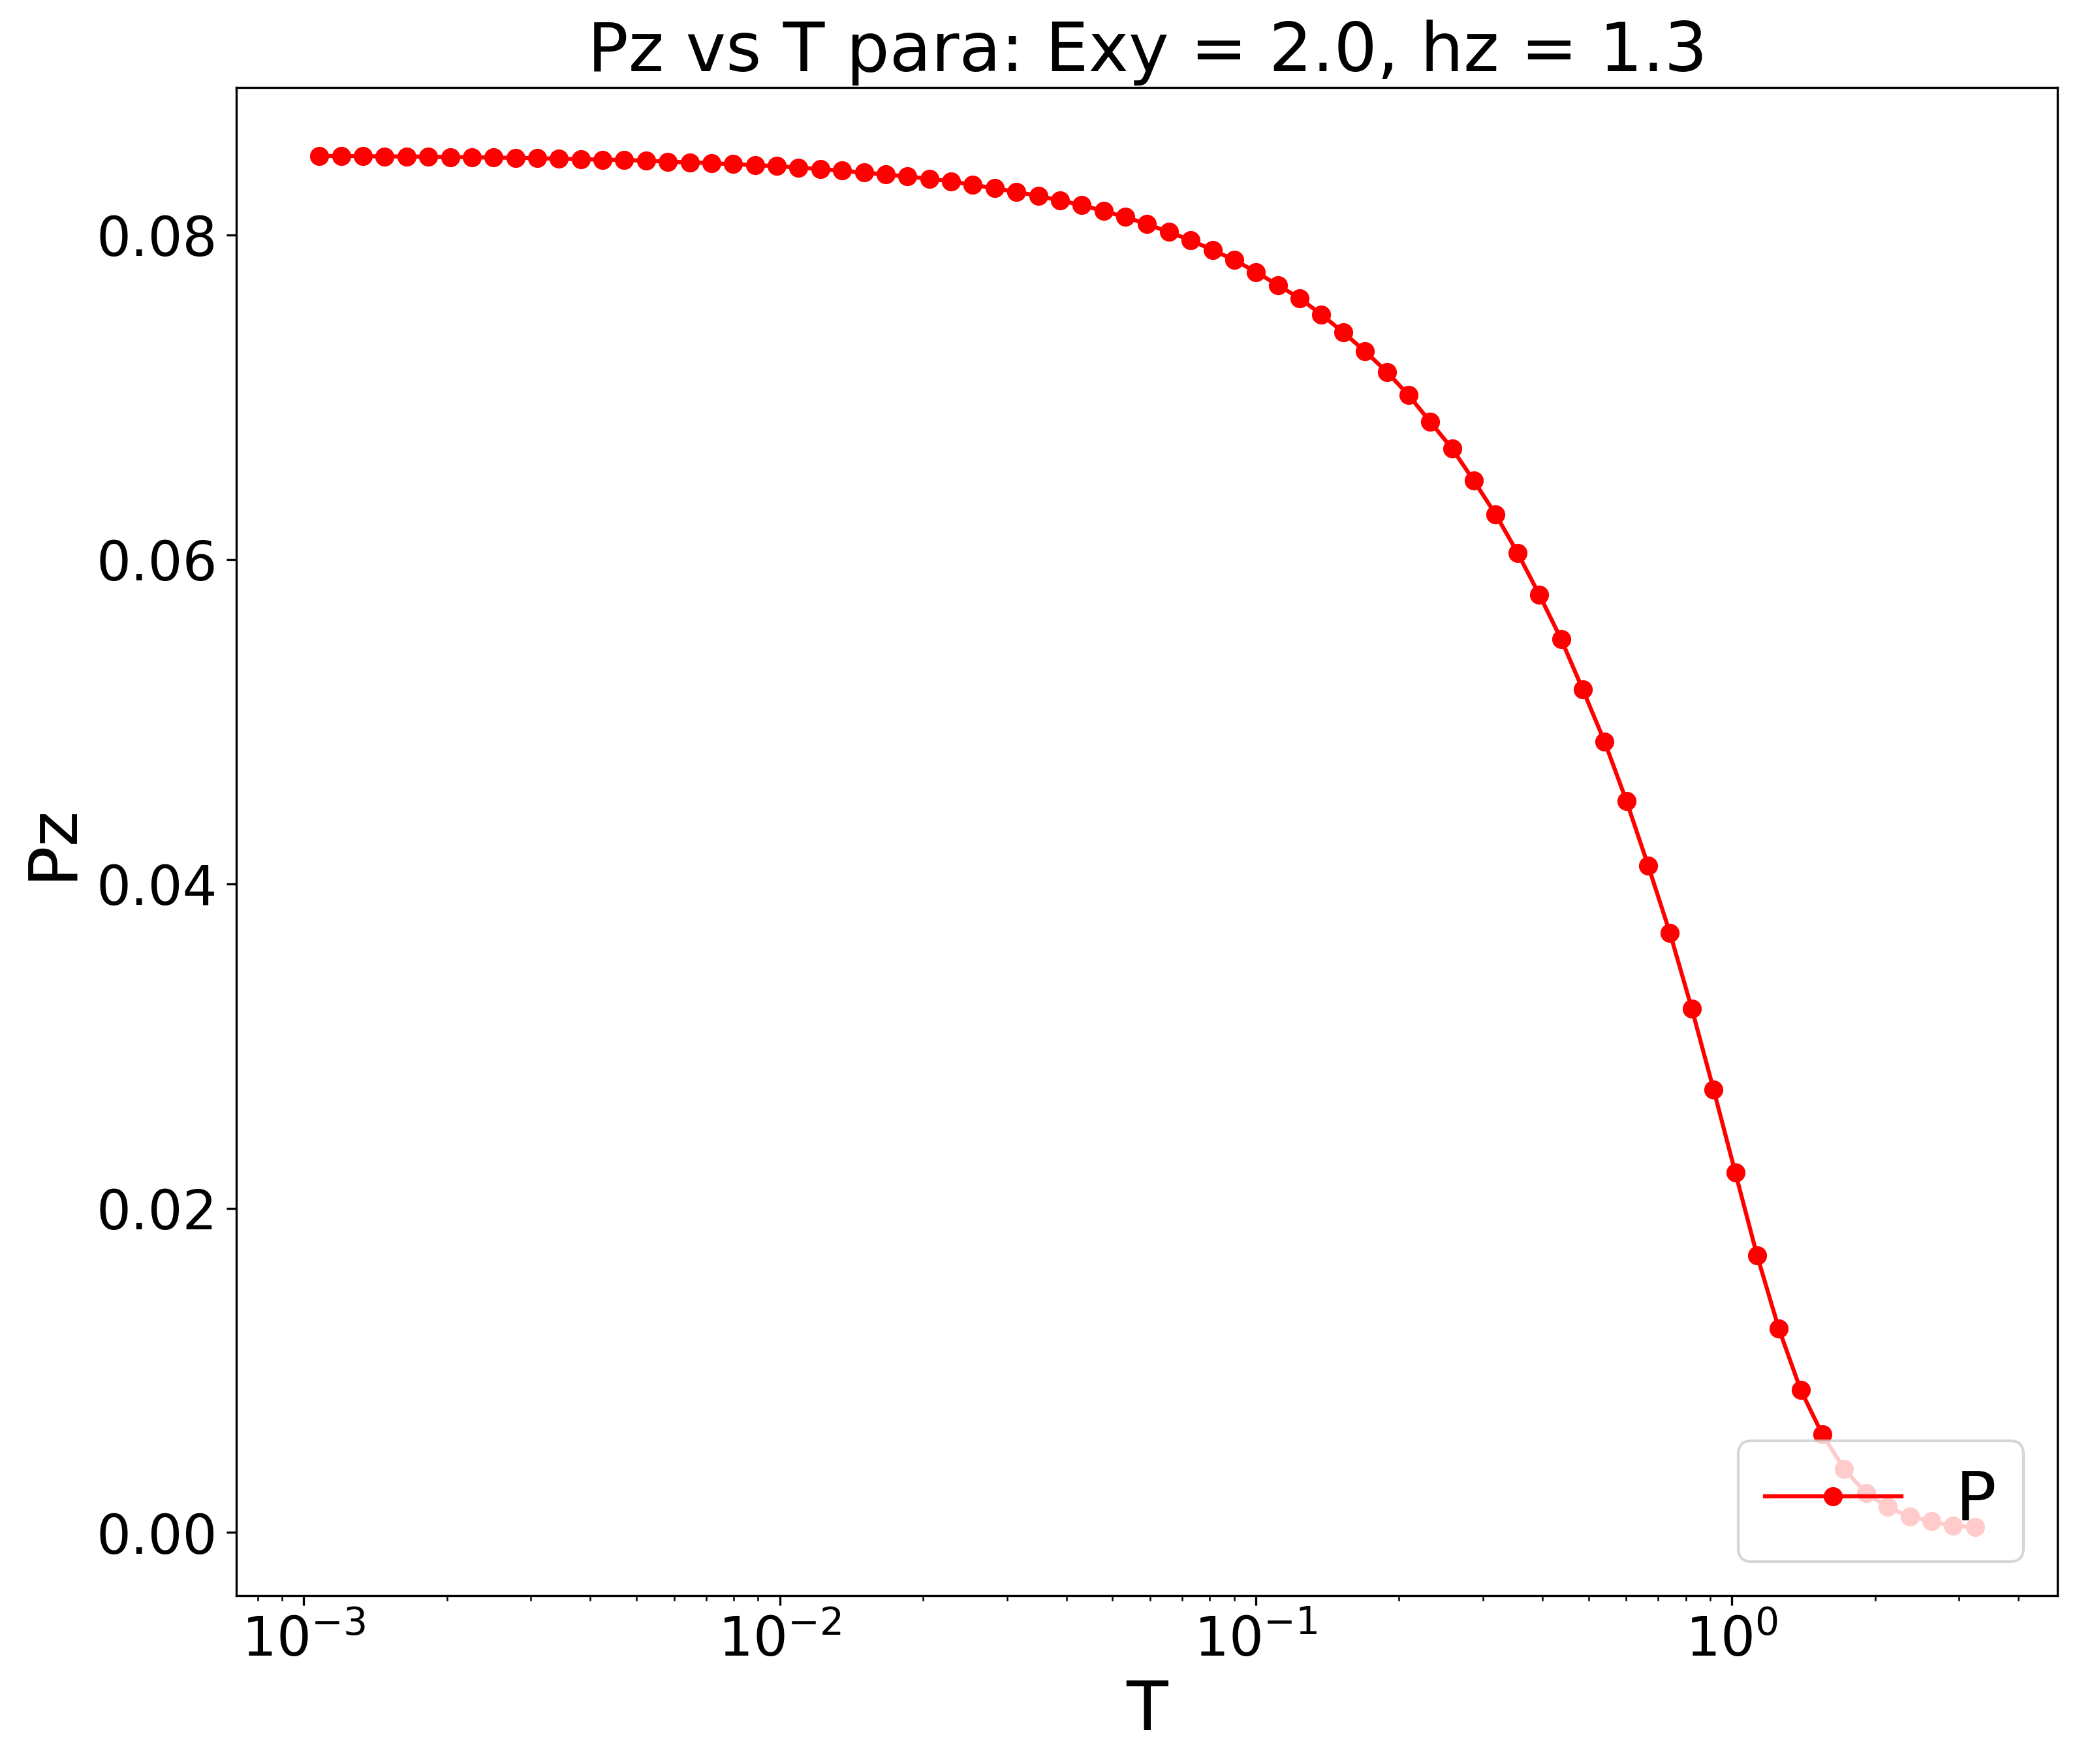 Pz vs T para: Exy = 2.0, hz = 1.3
Pz
0.08
0.06
0.04
0.02
0.00
P
10⁻³ 10⁻² 10⁻¹ 10⁰
T